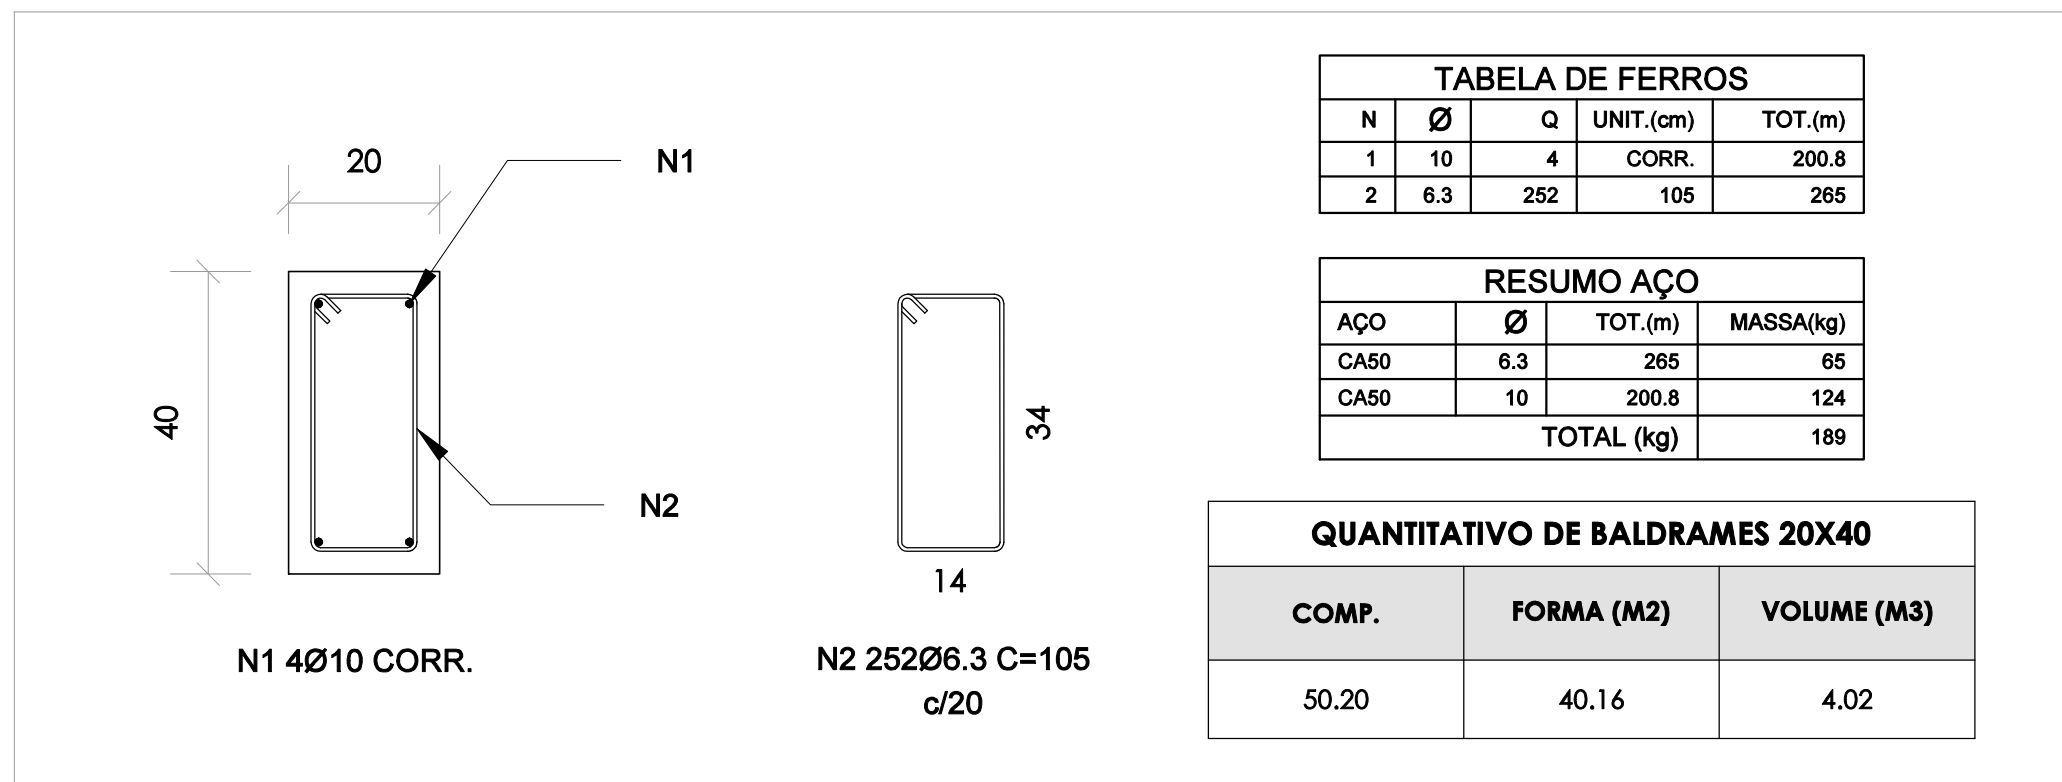 20
N1
40
N2
N1 4Ø10 CORR.
34
14
N2 252Ø6.3 C=105
c/20
TABELA DE FERROS
N Ø Q UNIT.(cm) TOT.(m)
1 10 4 CORR. 200.8
2 6.3 252 105 265
RESUMO AÇO
AÇO Ø TOT.(m) MASSA(kg)
CA50 6.3 265 65
CA50 10 200.8 124
TOTAL (kg) 189
QUANTITATIVO DE BALDRAMES 20X40
COMP. FORMA (M2) VOLUME (M3)
50.20 40.16 4.02